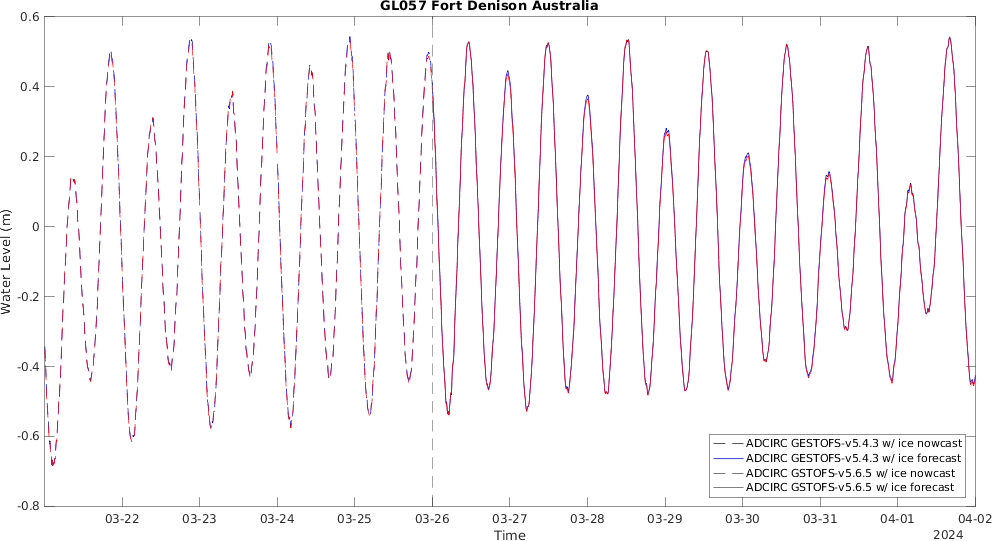 GL057 Fort Denison Australia
0.6
0.4
0.2
0
-0.2
-0.4
-0.6
-0.8
Water Level (m)
ADCIRC GESTOFS-v5.4.3 w/ ice nowcast
ADCIRC GESTOFS-v5.4.3 w/ ice forecast
ADCIRC GSTOFS-v5.6.5 w/ ice nowcast
ADCIRC GSTOFS-v5.6.5 w/ ice forecast
03-22 03-23 03-24 03-25 03-26 03-27 03-28 03-29 03-30 03-31 04-01 04-02
Time
2024